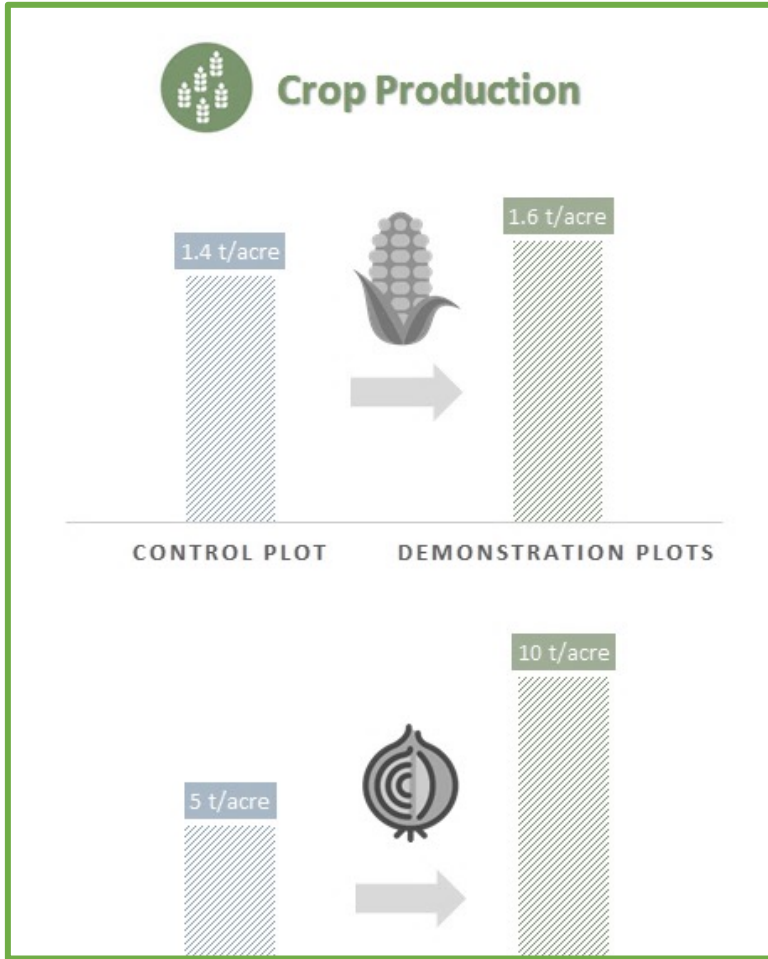 Crop Production
1.4 t/acre
1.6 t/acre
CONTROL PLOT
DEMONSTRATION PLOTS
10 t/acre
5 t/acre